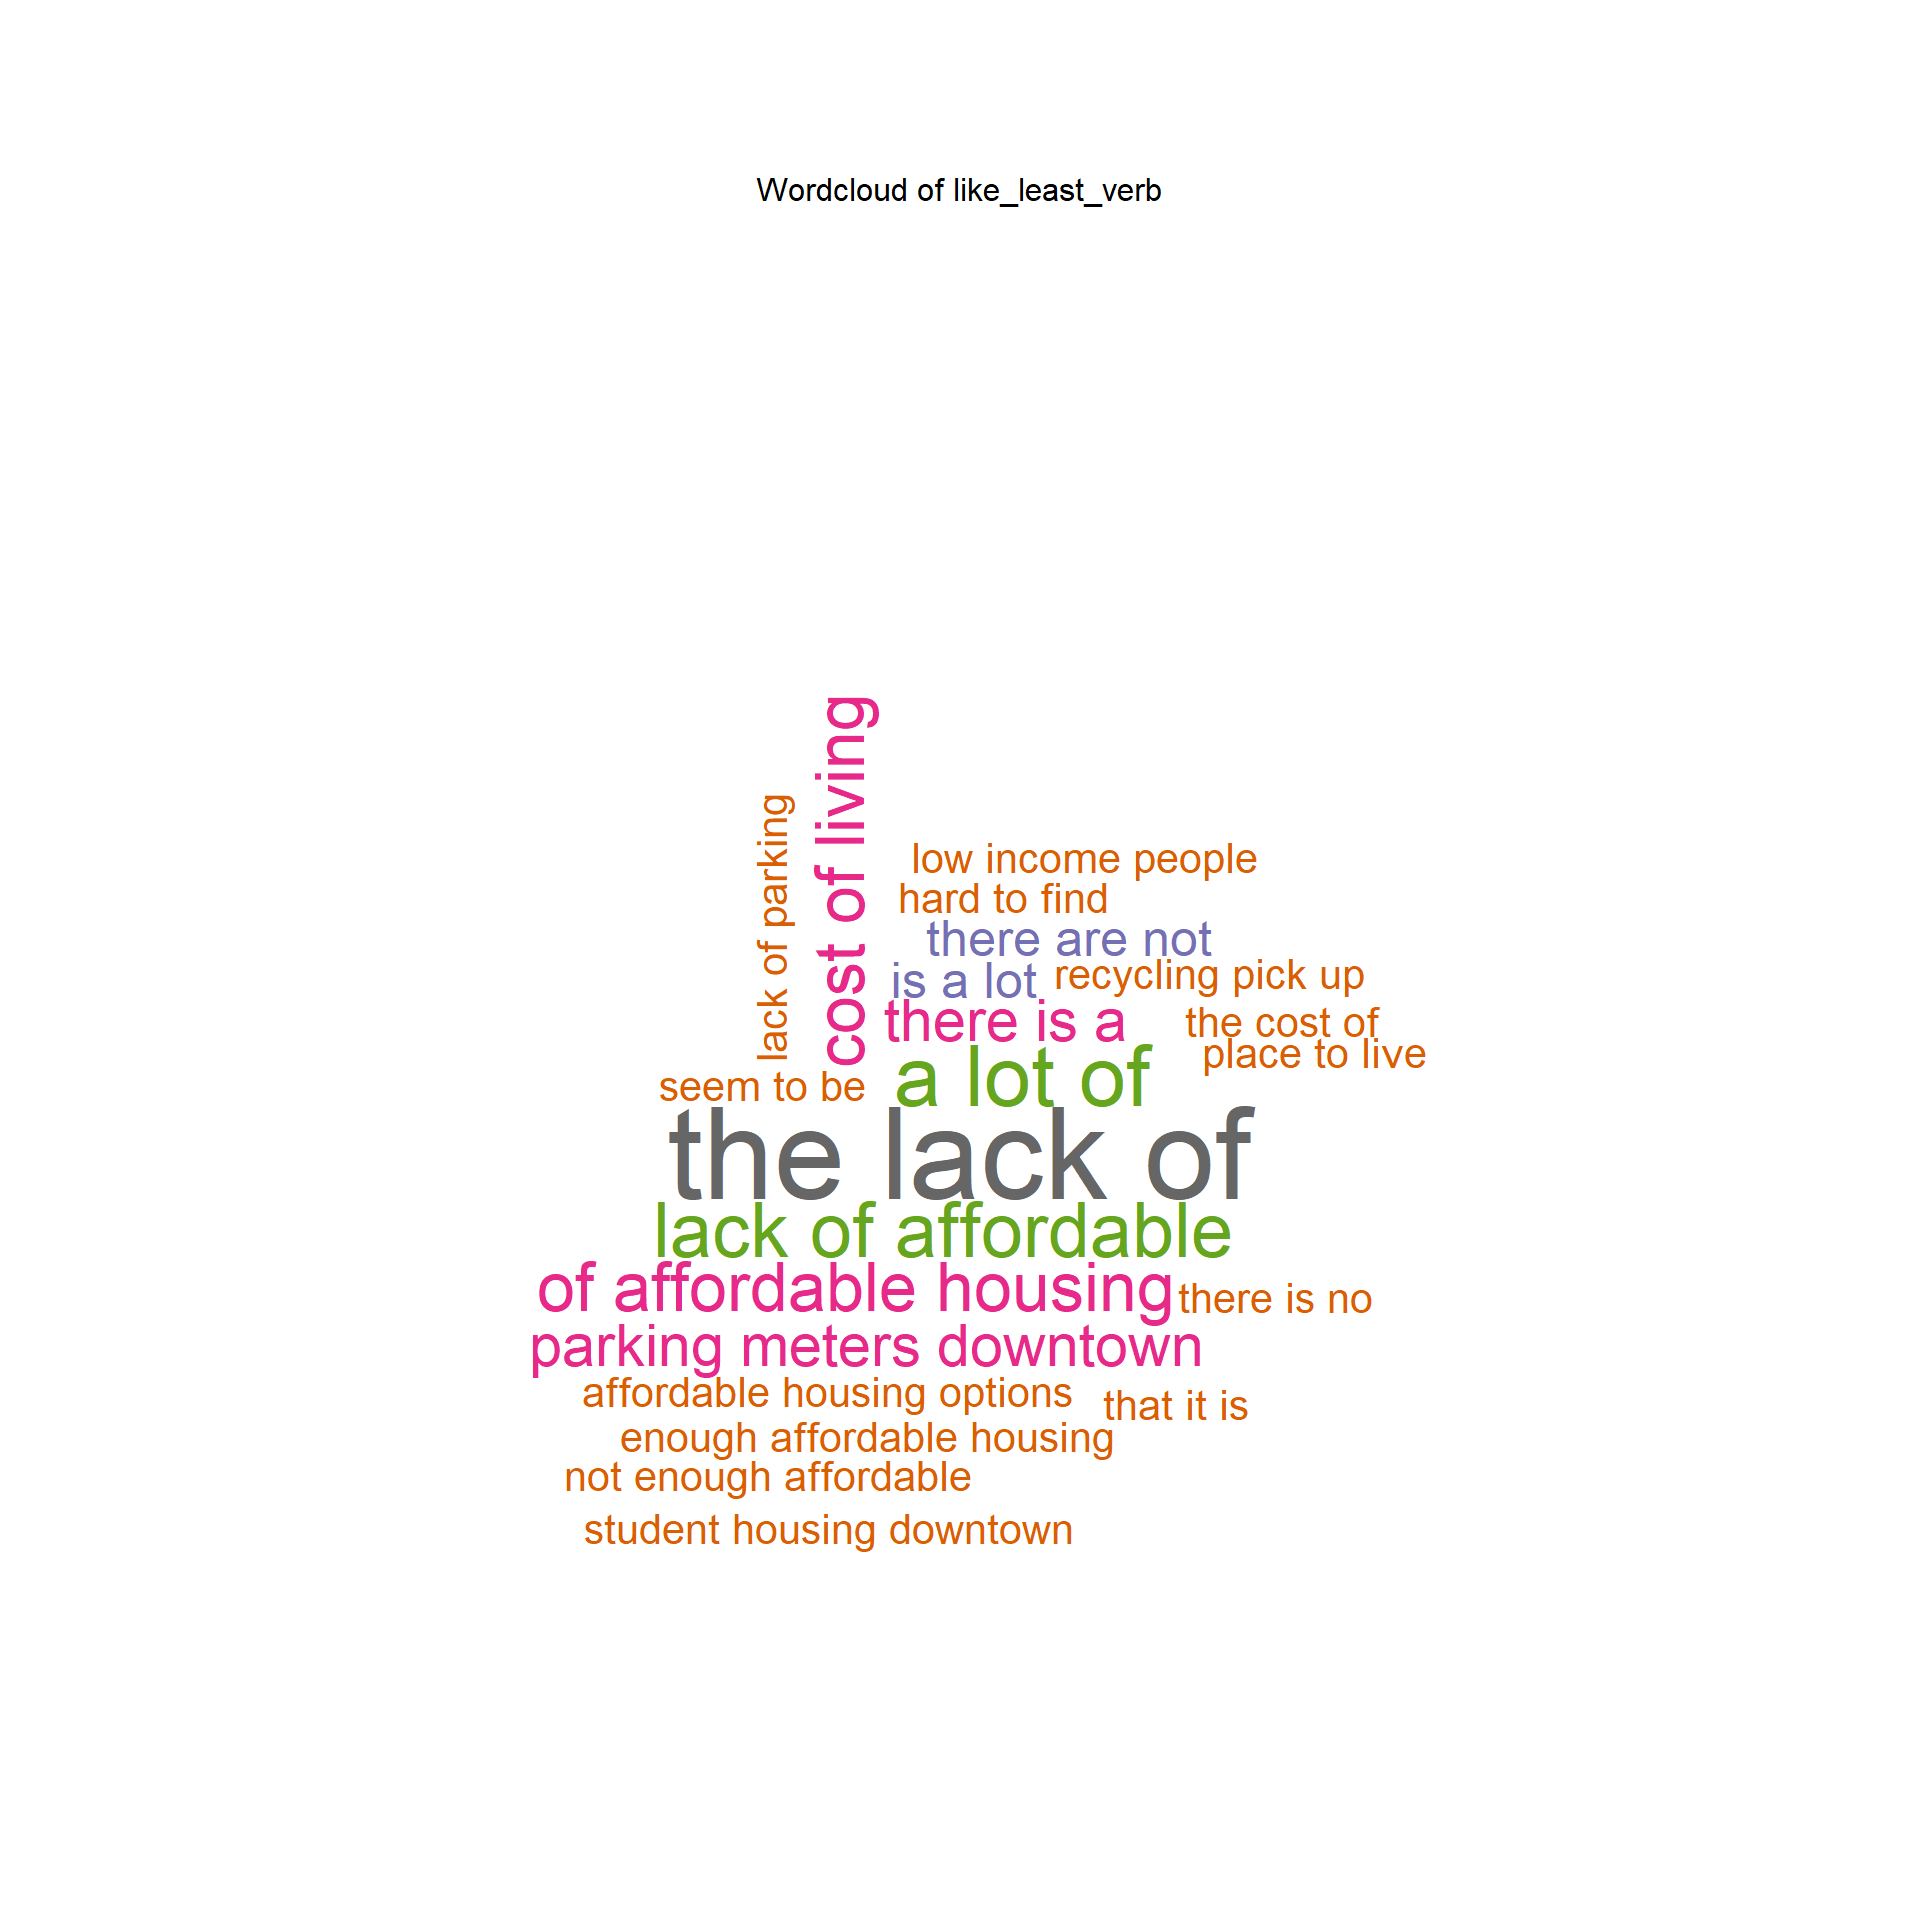 Wordcloud of like_least_verb
cost of living
lack of parking
low income people
hard to find
there are not
is a lot
recycling pick up
there is a
the cost of
place to live
a lot of
seem to be
the lack of
lack of affordable
of affordable housing
there is no
parking meters downtown
affordable housing options
that it is
enough affordable housing
not enough affordable
student housing downtown